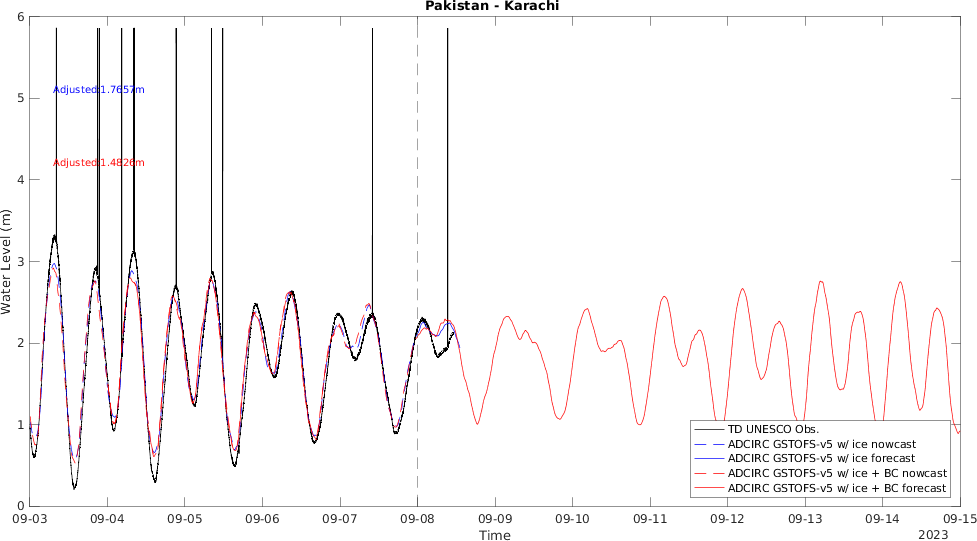 Pakistan - Karachi
6
5
4
3
2
1
0
Water Level (m)
Adjusted:1.7657m
Adjusted:1.4826m
TD UNESCO Obs.
ADCIRC GSTOFS-v5 w/ ice nowcast
ADCIRC GSTOFS-v5 w/ ice forecast
ADCIRC GSTOFS-v5 w/ ice + BC nowcast
ADCIRC GSTOFS-v5 w/ ice + BC forecast
09-03 09-04 09-05 09-06 09-07 09-08 09-09 09-10 09-11 09-12 09-13 09-14 09-15
Time
2023